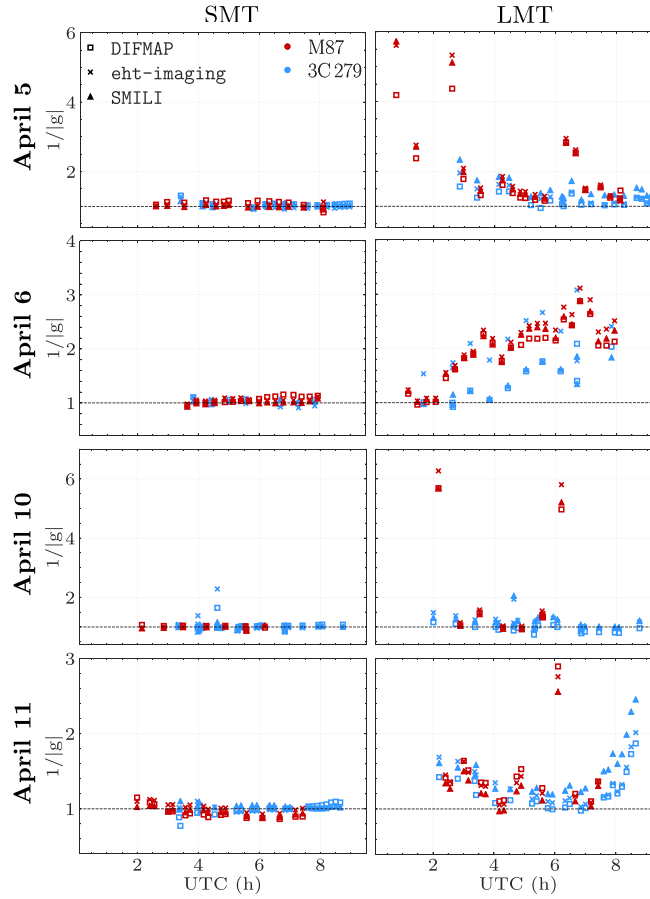 SMT LMT
6
DIFMAP M87
eht-imaging 3C 279
SMILI
April 5
1/|g|
4
2
1
4
April 6
1/|g|
3
2
1
April 10
1/|g|
6
4
2
1
3
April 11
1/|g|
2
1
2 4 6 8 2 4 6 8
UTC (h) UTC (h)